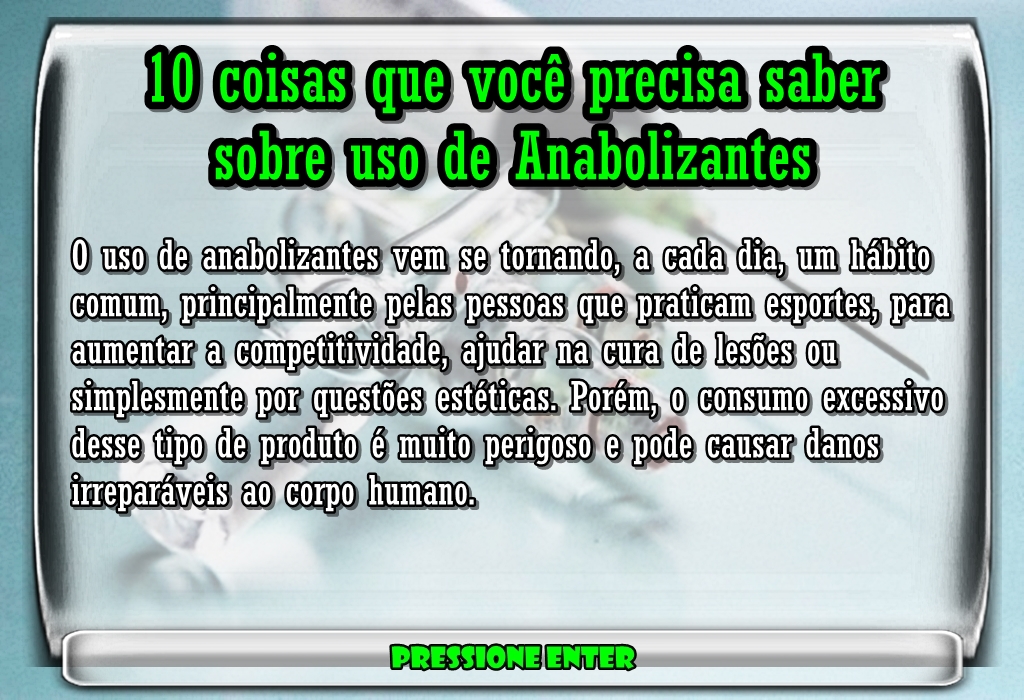 10 coisas que você precisa saber
sobre uso de Anabolizantes
O uso de anabolizantes vem se tornando, a cada dia, um hábito
comum, principalmente pelas pessoas que praticam esportes, para
aumentar a competitividade, ajudar na cura de lesões ou
simplesmente por questões estéticas. Porém, o consumo excessivo
desse tipo de produto é muito perigoso e pode causar danos
irreparáveis ao corpo humano.
PRESSIONE ENTER